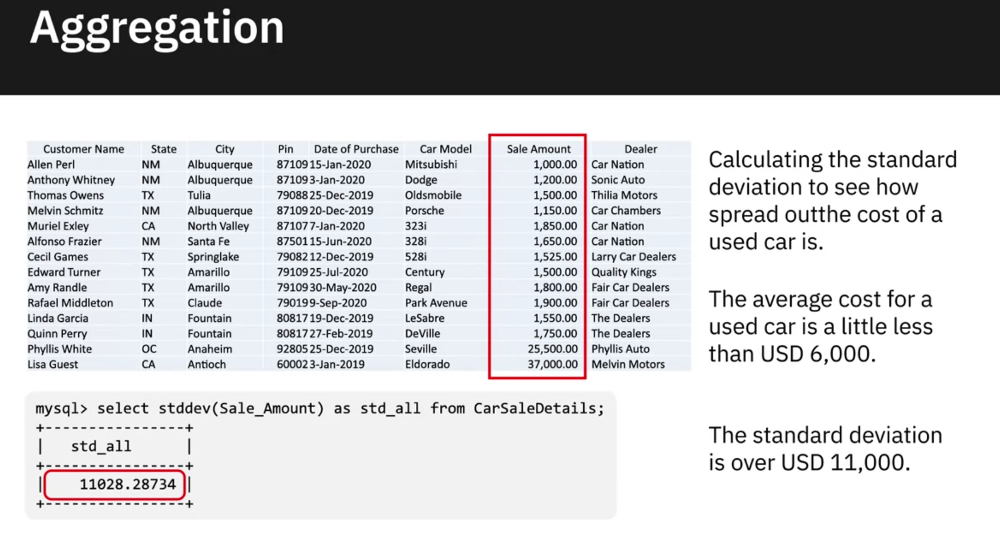 Aggregation
Customer Name State City Pin Date of Purchase Car Model Sale Amount Dealer
Allen Perl NM Albuquerque 87109 15-Jan-2020 Mitsubishi 1,000.00 Car Nation
Anthony Whitney NM Albuquerque 87109 3-Jan-2020 Dodge 1,200.00 Sonic Auto
Thomas Owens TX Tulia 79088 25-Dec-2019 Oldsmobile 1,500.00 Thilia Motors
Melvin Schmitz NM Albuquerque 87109 20-Dec-2019 Porsche 1,150.00 Car Chambers
Muriel Exley CA North Valley 87107 7-Jan-2020 323i 1,850.00 Car Nation
Alfonso Frazier NM Santa Fe 87501 15-Jun-2020 328i 1,650.00 Car Nation
Cecil Games TX Springlake 79082 12-Dec-2019 528i 1,525.00 Larry Car Dealers
Edward Turner TX Amarillo 79109 25-Jul-2020 Century 1,500.00 Quality Kings
Amy Randle TX Amarillo 79109 30-May-2020 Regal 1,800.00 Fair Car Dealers
Rafael Middleton TX Claude 79019 9-Sep-2020 Park Avenue 1,900.00 Fair Car Dealers
Linda Garcia IN Fountain 80817 19-Dec-2019 LeSabre 1,550.00 The Dealers
Quinn Perry IN Fountain 80817 27-Feb-2019 DeVille 1,750.00 The Dealers
Phyllis White OC Anaheim 92805 25-Dec-2019 Seville 25,500.00 Phyllis Auto
Lisa Guest CA Antioch 60002 3-Jan-2019 Eldorado 37,000.00 Melvin Motors
Calculating the standard
deviation to see how
spread outthe cost of a
used car is.
The average cost for a
used car is a little less
than USD 6,000.
mysql> select stddev(Sale_Amount) as std_all from CarSaleDetails;
+----------------+
| std_all |
+----------------+
| 11028.28734 |
+----------------+
The standard deviation
is over USD 11,000.